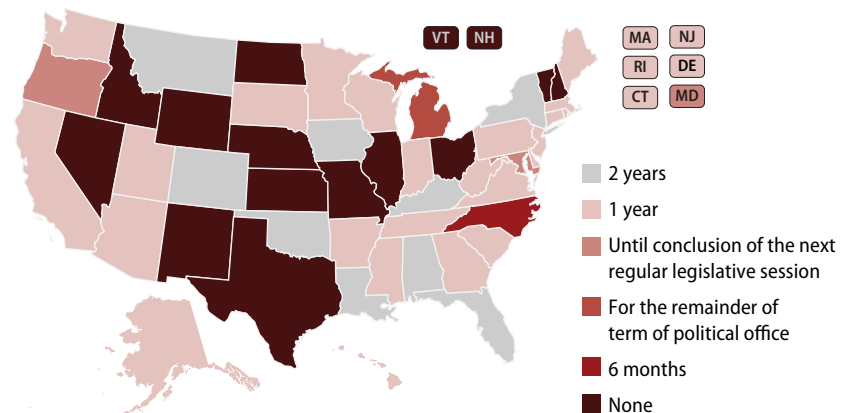 VT NH
MA NJ
RI DE
CT MD
2 years
1 year
Until conclusion of the next
regular legislative session
For the remainder of
term of political office
6 months
None